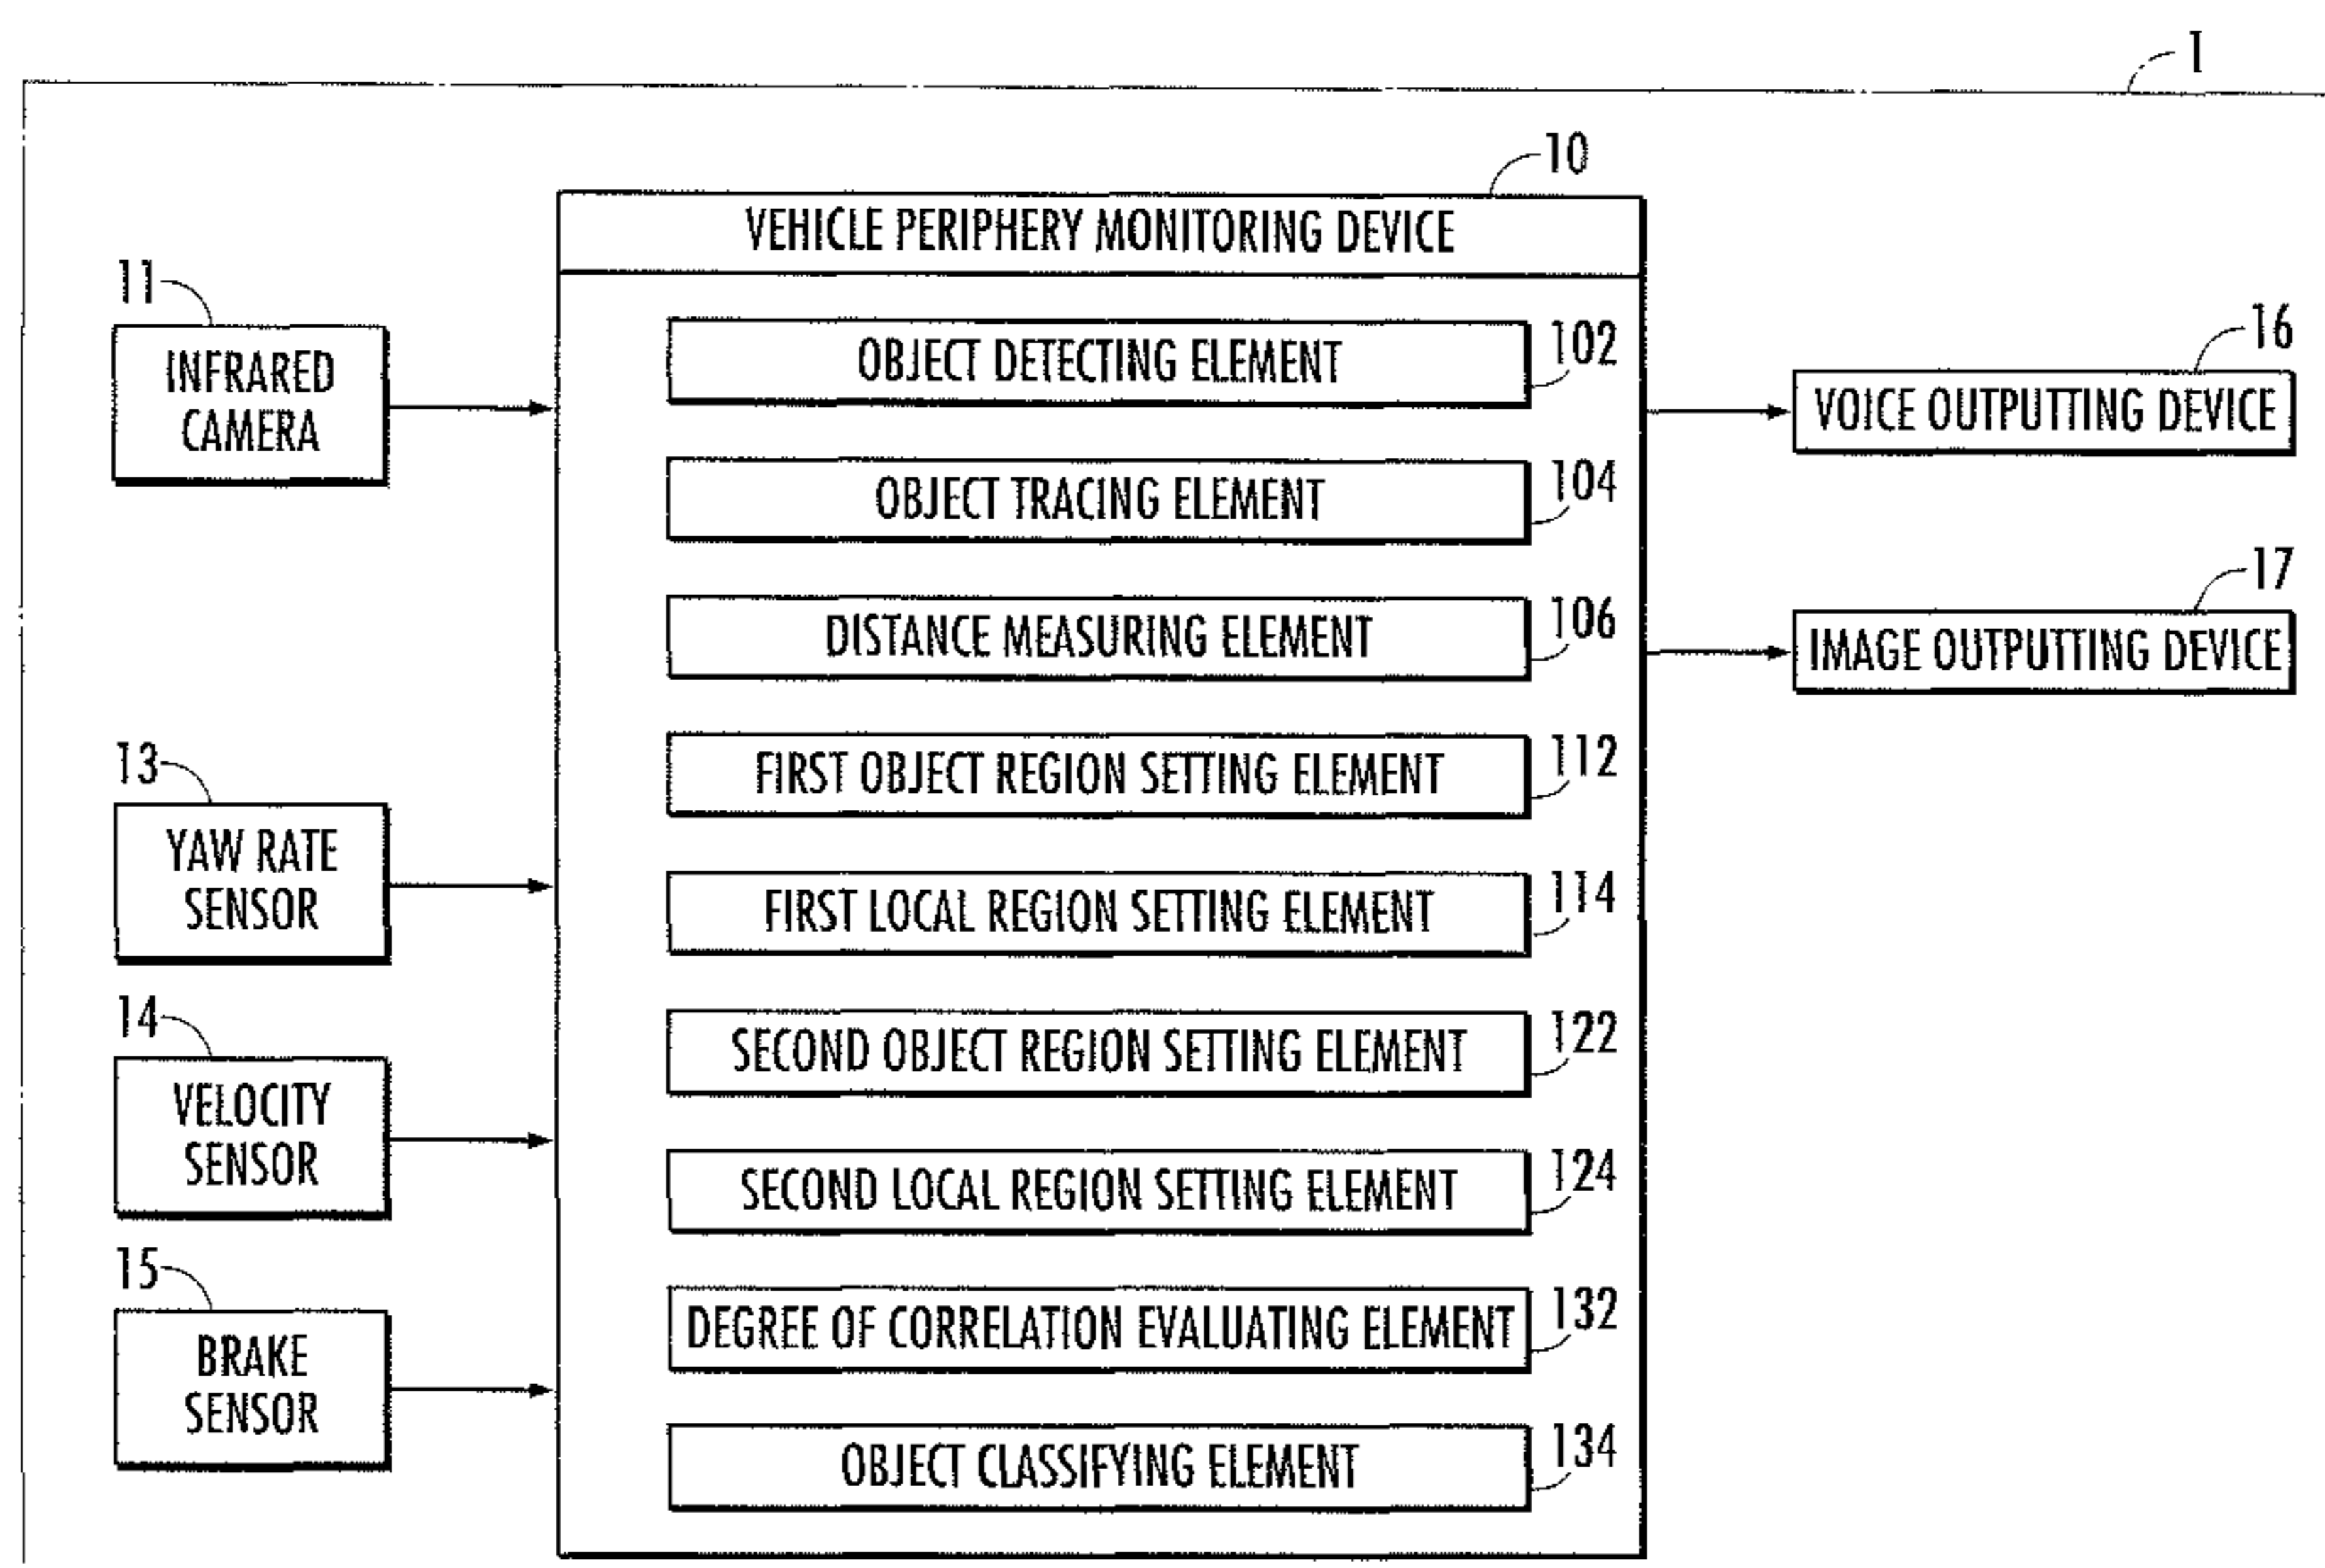 1
10
VEHICLE PERIPHERY MONITORING DEVICE
11
INFRARED
CAMERA
13
YAW RATE
SENSOR
14
VELOCITY
SENSOR
15
BRAKE
SENSOR
OBJECT DETECTING ELEMENT
102
OBJECT TRACING ELEMENT
104
DISTANCE MEASURING ELEMENT
106
FIRST OBJECT REGION SETTING ELEMENT
112
FIRST LOCAL REGION SETTING ELEMENT
114
SECOND OBJECT REGION SETTING ELEMENT
122
SECOND LOCAL REGION SETTING ELEMENT
124
DEGREE OF CORRELATION EVALUATING ELEMENT
132
OBJECT CLASSIFYING ELEMENT
134
16
VOICE OUTPUTTING DEVICE
17
IMAGE OUTPUTTING DEVICE